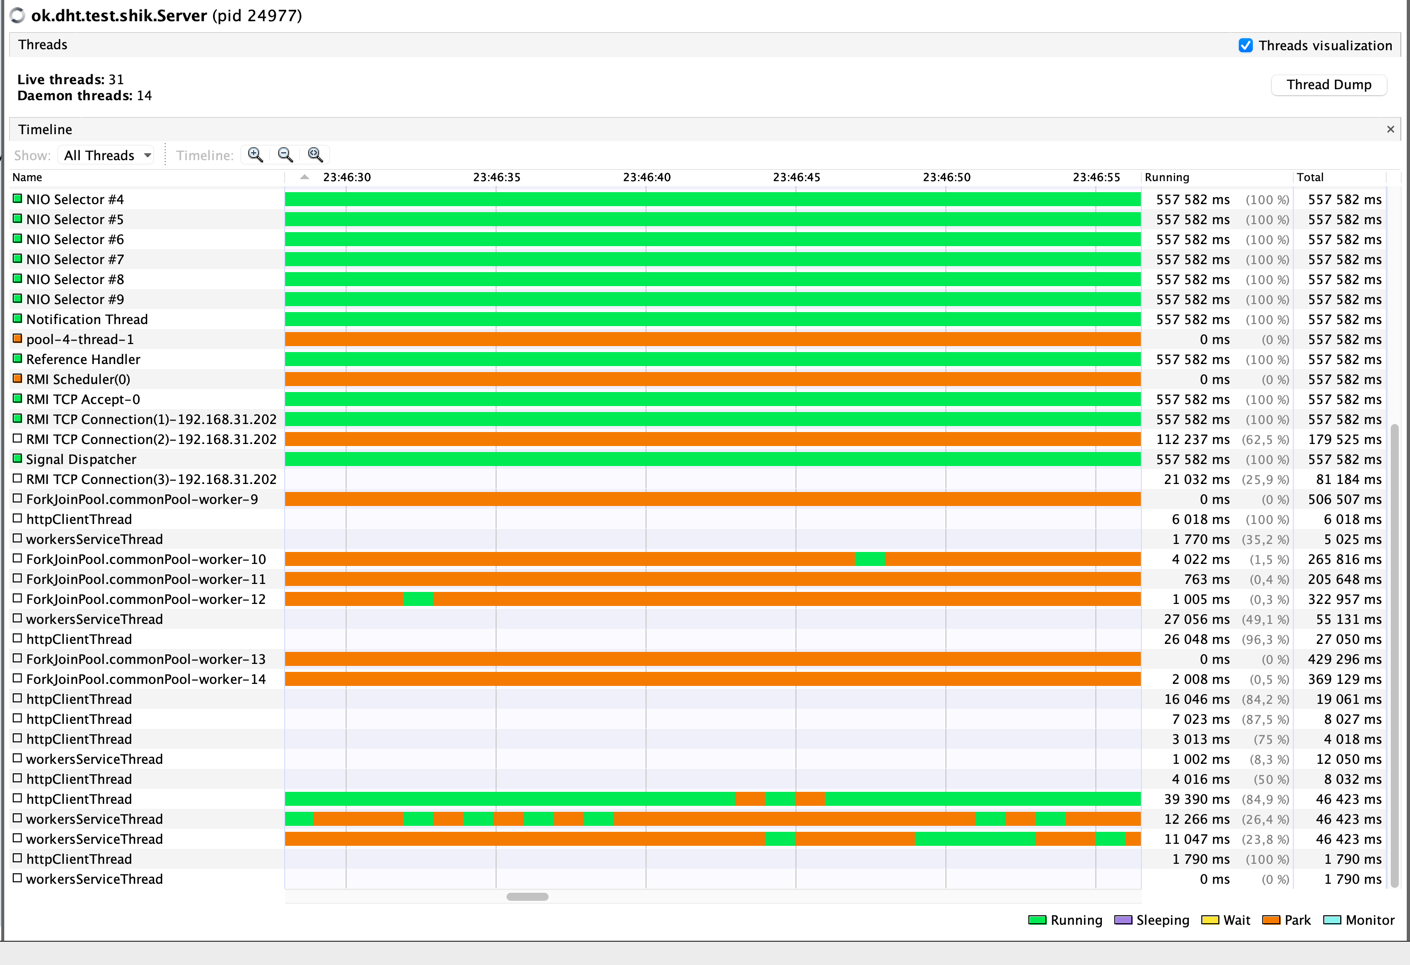 ok.dht.test.shik.Server (pid 24977)
Threads
Threads visualization
Live threads: 31
Daemon threads: 14
Thread Dump
Timeline
Show: All Threads Timeline:
Name 23:46:30 23:46:35 23:46:40 23:46:45 23:46:50 23:46:55 Running Total
NIO Selector #4 557 582 ms (100 %) 557 582 ms
NIO Selector #5 557 582 ms (100 %) 557 582 ms
NIO Selector #6 557 582 ms (100 %) 557 582 ms
NIO Selector #7 557 582 ms (100 %) 557 582 ms
NIO Selector #8 557 582 ms (100 %) 557 582 ms
NIO Selector #9 557 582 ms (100 %) 557 582 ms
Notification Thread 557 582 ms (100 %) 557 582 ms
pool-4-thread-1 0 ms (0 %) 557 582 ms
Reference Handler 557 582 ms (100 %) 557 582 ms
RMI Scheduler(0) 0 ms (0 %) 557 582 ms
RMI TCP Accept-0 557 582 ms (100 %) 557 582 ms
RMI TCP Connection(1)-192.168.31.202 557 582 ms (100 %) 557 582 ms
RMI TCP Connection(2)-192.168.31.202 112 237 ms (62,5 %) 179 525 ms
Signal Dispatcher 557 582 ms (100 %) 557 582 ms
RMI TCP Connection(3)-192.168.31.202 21 032 ms (25,9 %) 81 184 ms
ForkJoinPool.commonPool-worker-9 0 ms (0 %) 506 507 ms
httpClientThread 6 018 ms (100 %) 6 018 ms
workersServiceThread 1 770 ms (35,2 %) 5 025 ms
ForkJoinPool.commonPool-worker-10 4 022 ms (1,5 %) 265 816 ms
ForkJoinPool.commonPool-worker-11 763 ms (0,4 %) 205 648 ms
ForkJoinPool.commonPool-worker-12 1 005 ms (0,3 %) 322 957 ms
workersServiceThread 27 056 ms (49,1 %) 55 131 ms
httpClientThread 26 048 ms (96,3 %) 27 050 ms
ForkJoinPool.commonPool-worker-13 0 ms (0 %) 429 296 ms
ForkJoinPool.commonPool-worker-14 2 008 ms (0,5 %) 369 129 ms
httpClientThread 16 046 ms (84,2 %) 19 061 ms
httpClientThread 7 023 ms (87,5 %) 8 027 ms
httpClientThread 3 013 ms (75 %) 4 018 ms
workersServiceThread 1 002 ms (8,3 %) 12 050 ms
httpClientThread 4 016 ms (50 %) 8 032 ms
httpClientThread 39 390 ms (84,9 %) 46 423 ms
workersServiceThread 12 266 ms (26,4 %) 46 423 ms
workersServiceThread 11 047 ms (23,8 %) 46 423 ms
httpClientThread 1 790 ms (100 %) 1 790 ms
workersServiceThread 0 ms (0 %) 1 790 ms
Running Sleeping Wait Park Monitor